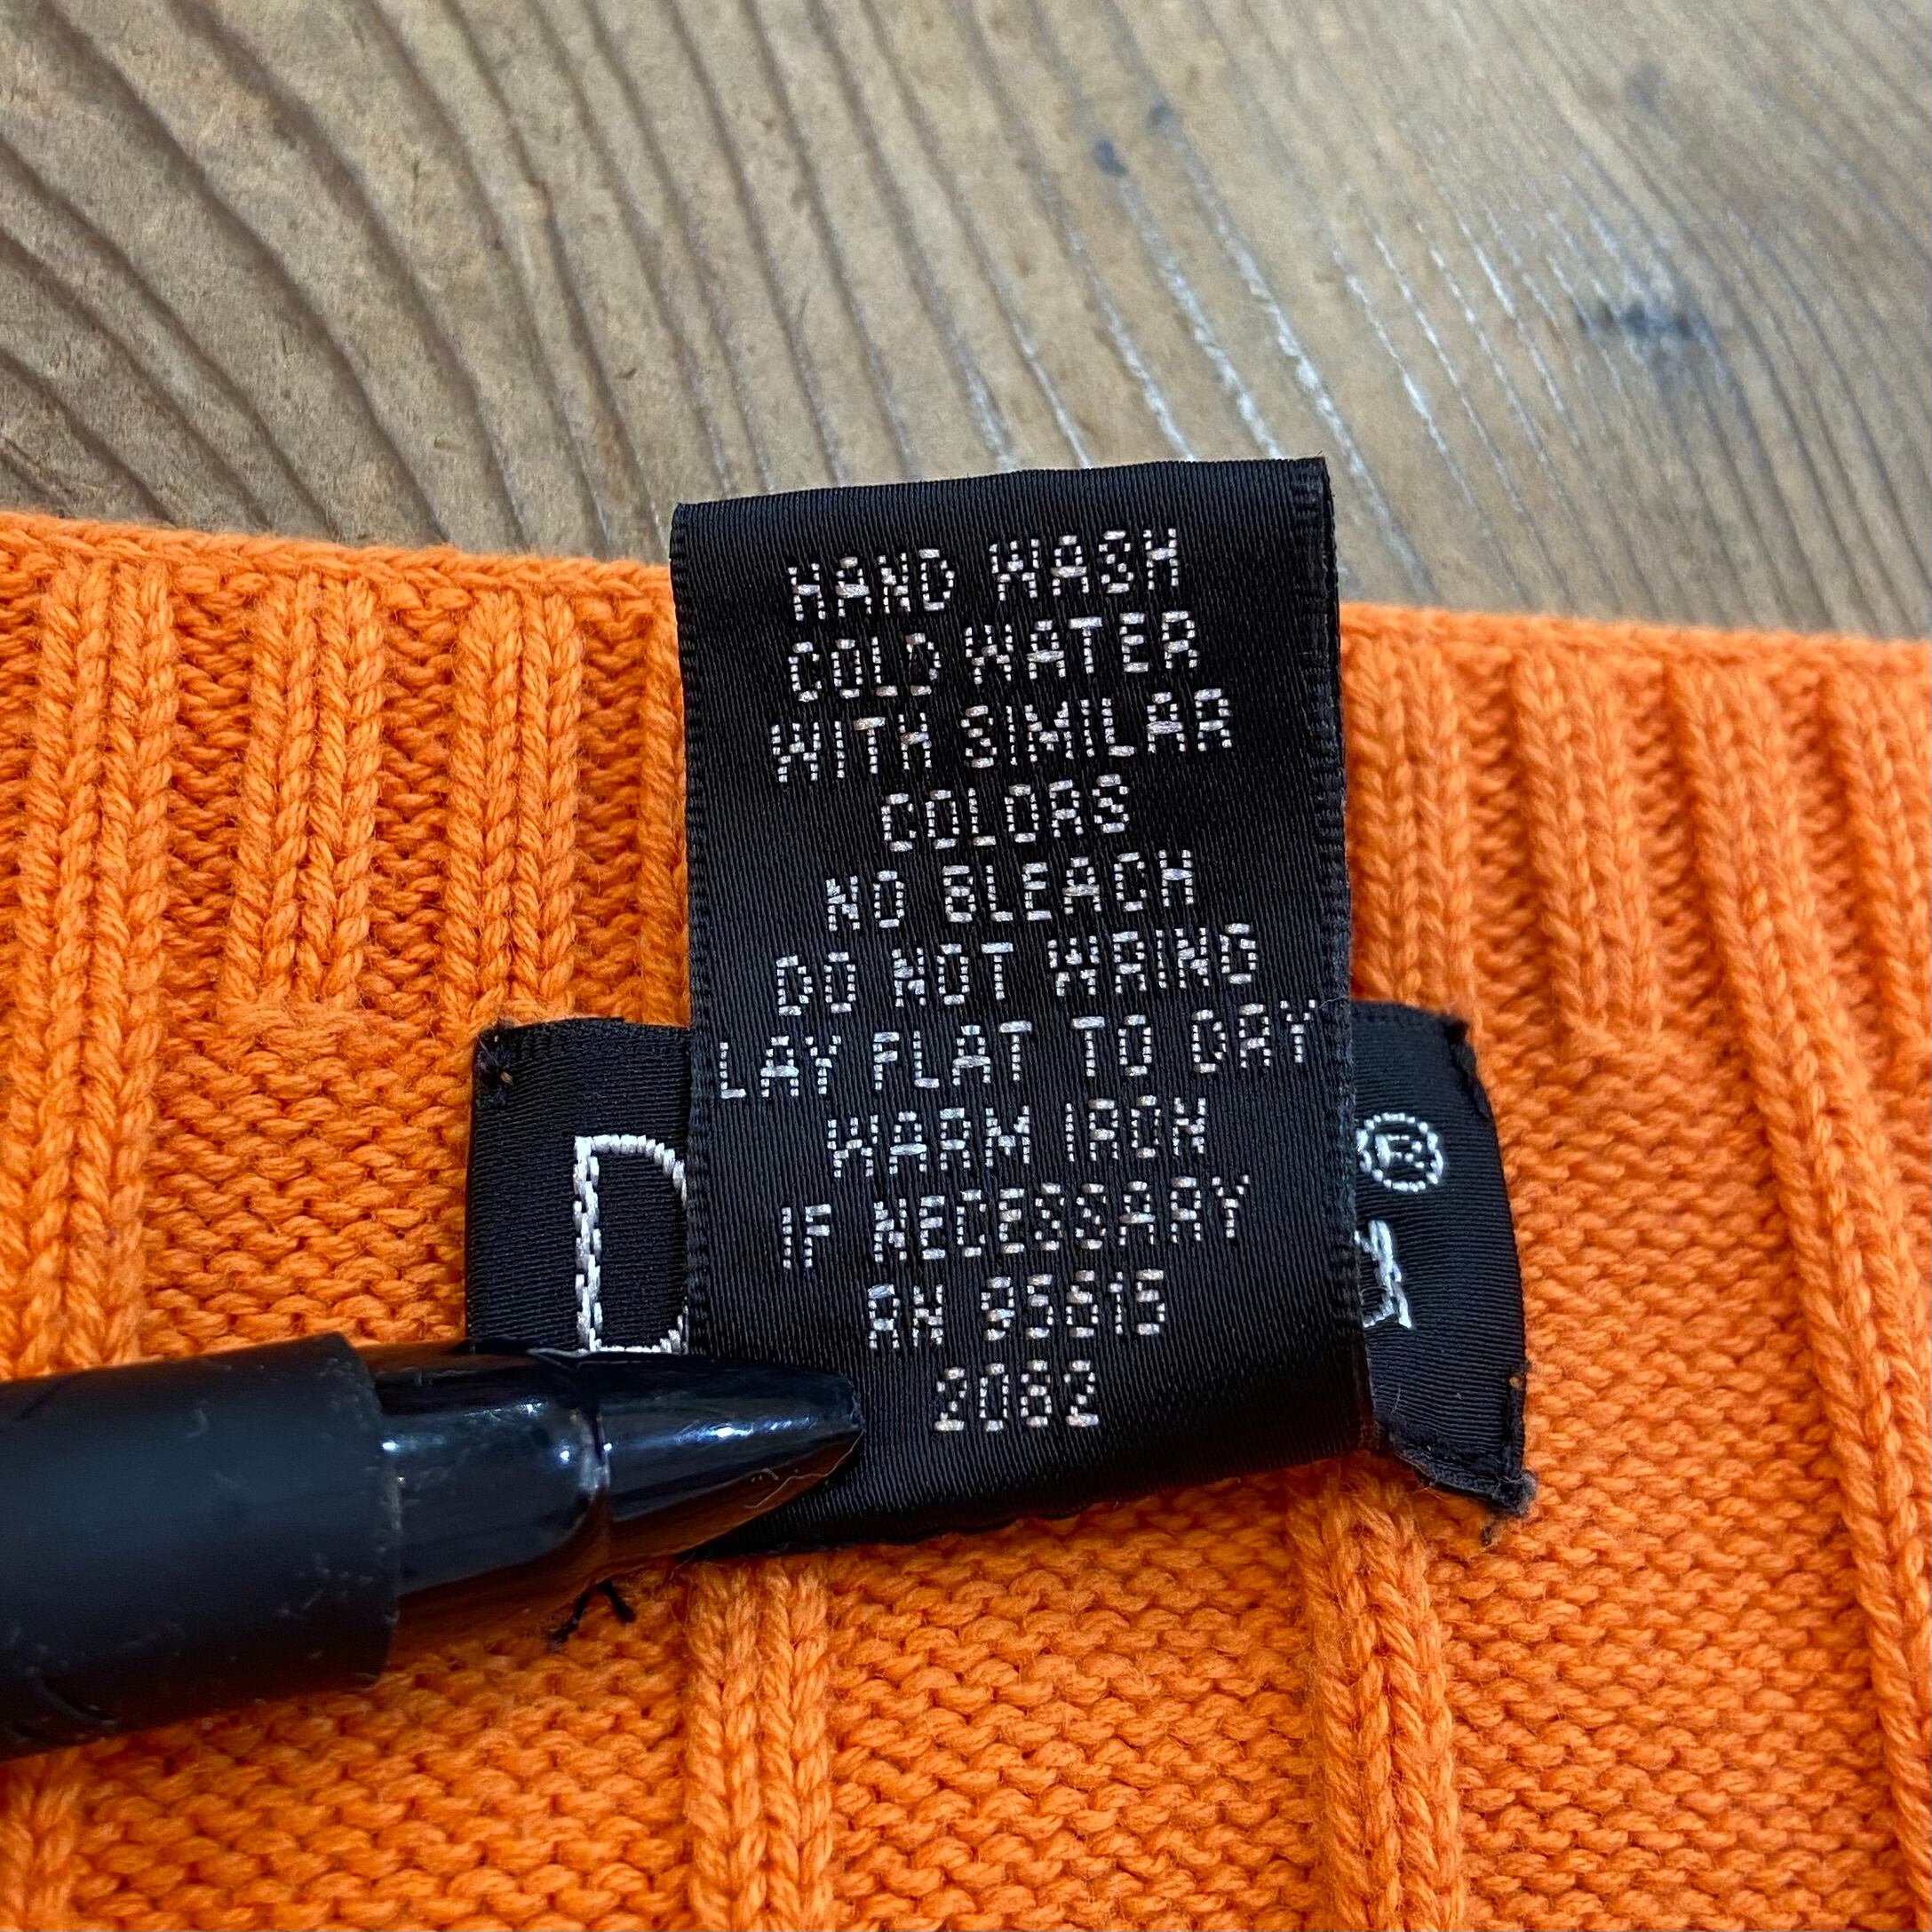 HAND WASH
COLD WATER
WITH SIMILAR
COLORS
NO BLEACH
DO NOT WRING
LAY FLAT TO DRY
WARM IRON
IF NECESSARY
RN 95615
2062
D
®